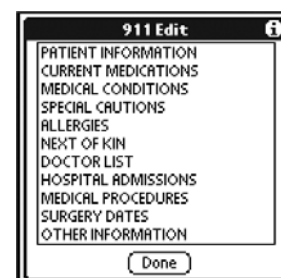 911 Edit
PATIENT INFORMATION
CURRENT MEDICATIONS
MEDICAL CONDITIONS
SPECIAL CAUTIONS
ALLERGIES
NEXT OF KIN
DOCTOR LIST
HOSPITAL ADMISSIONS
MEDICAL PROCEDURES
SURGERY DATES
OTHER INFORMATION
Done